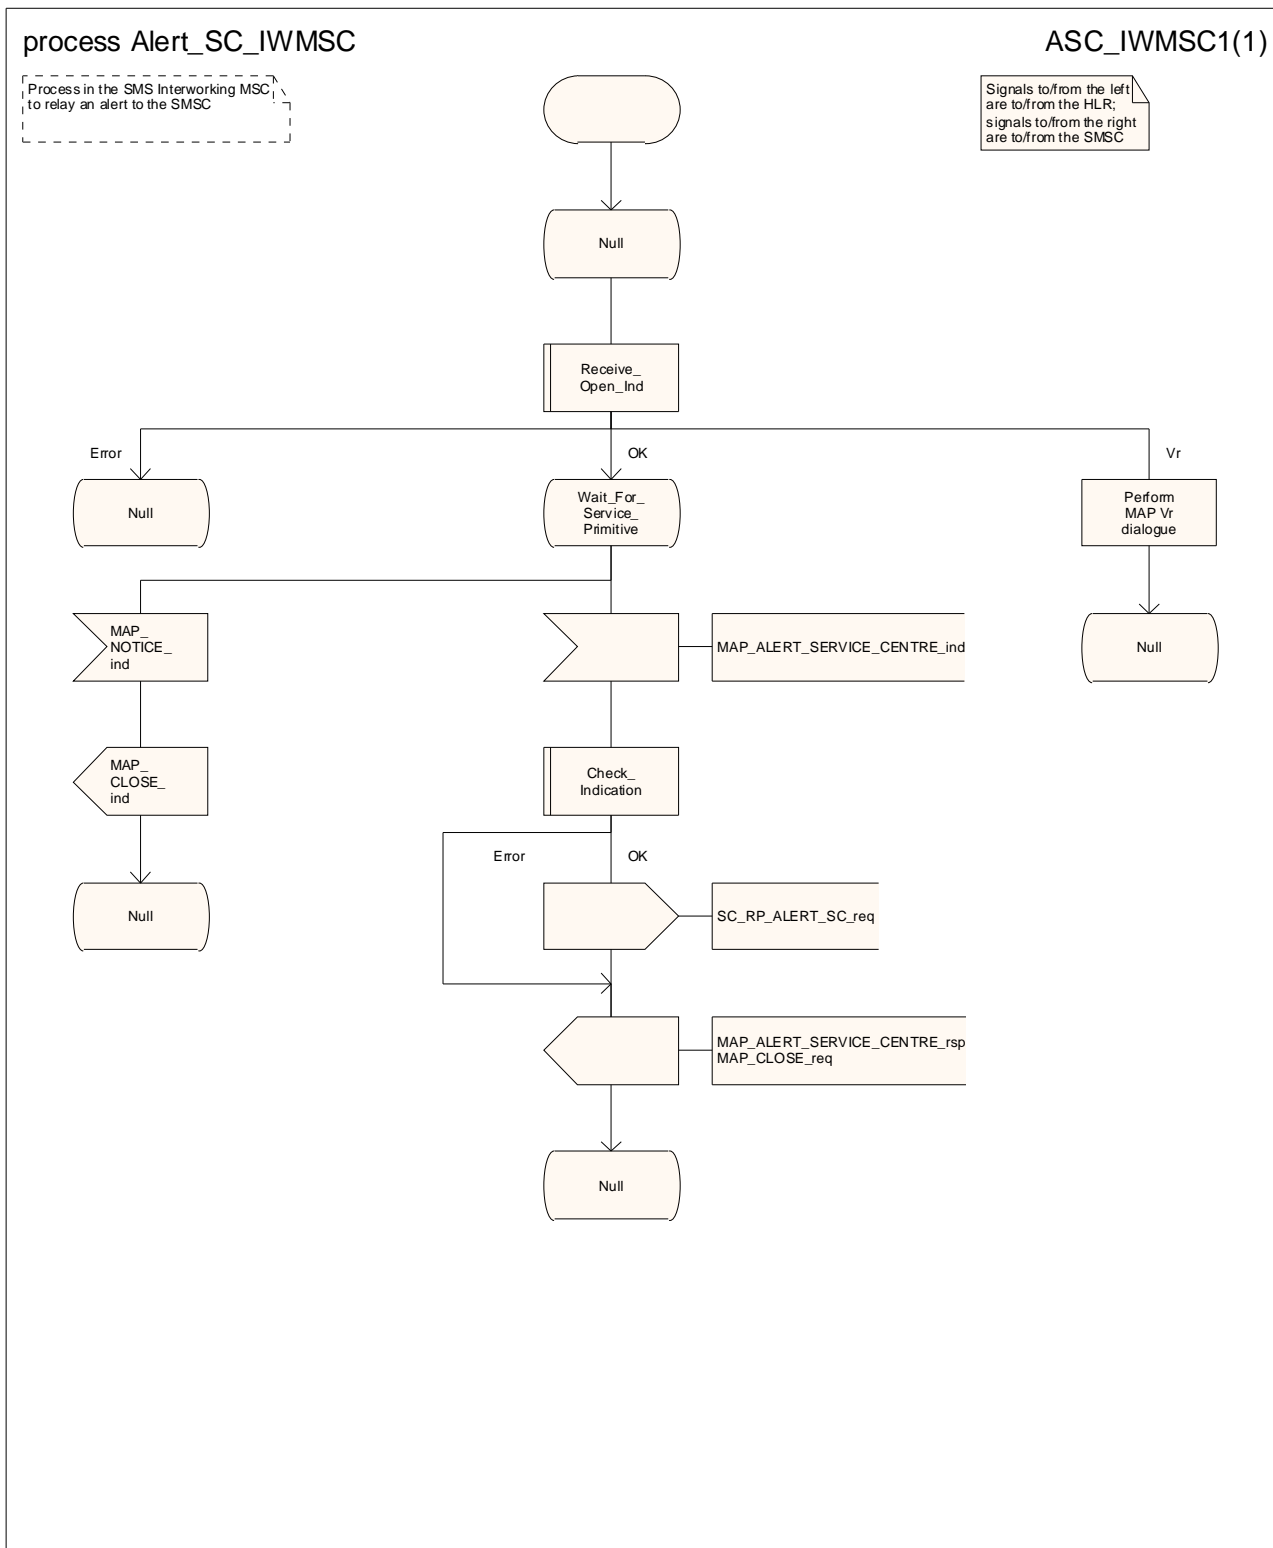 process Alert_SC_IWMSC
ASC_IWMSC1(1)
Process in the SMS Interworking MSC
to relay an alert to the SMSC
Signals to/from the left
are to/from the HLR;
signals to/from the right
are to/from the SMSC
Null
Receive_
Open_Ind
Error
OK
Vr
Null
Wait_For_
Service_
Primitive
Perform
MAP Vr
dialogue
MAP_
NOTICE_
ind
MAP_ALERT_SERVICE_CENTRE_ind
Null
MAP_
CLOSE_
ind
Check_
Indication
Error
OK
Null
SC_RP_ALERT_SC_req
MAP_ALERT_SERVICE_CENTRE_rsp
MAP_CLOSE_req
Null